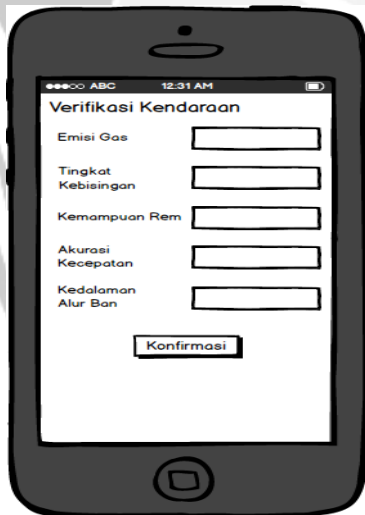 ABC 12:31 AM
Verifikasi Kendaraan
Emisi Gas
Tingkat
Kebisingan
Kemampuan Rem
Akurasi
Kecepatan
Kedalaman
Alur Ban
Konfirmasi